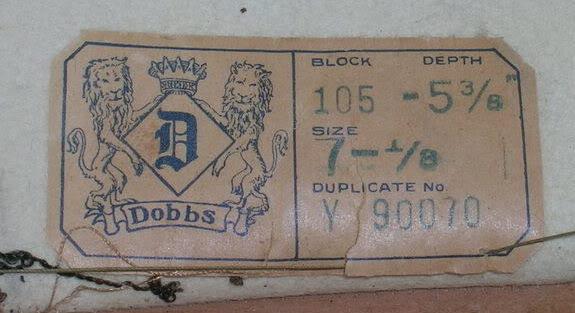 D
Dobbs
BLOCK DEPTH
105 - 5 3/8"
SIZE
7 - 1/8
DUPLICATE No.
Y 90070